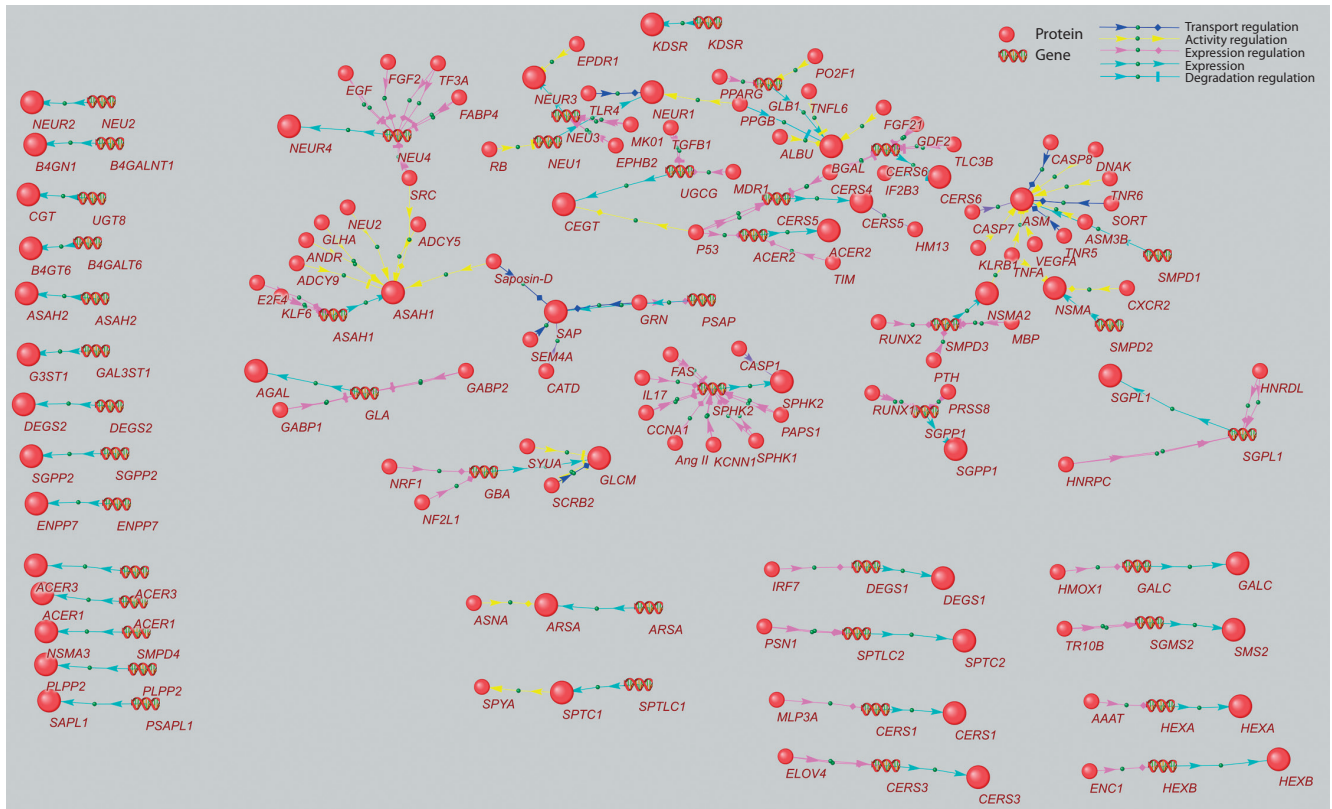 KDSR
KDSR
Protein
Gene
Transport regulation
Activity regulation
Expression regulation
Expression
Degradation regulation
EGF
FGF2
TF3A
FABP4
NEUR4
NEU4
SRC
EPDR1
NEUR3
TLR4
NEUR1
NEU3
MK01
EPHB2
RB
NEU1
PPARG
GLB1
PO2F1
TNFL6
PPGB
ALBU
BGAL
FGF21
GDF2
TLC3B
CERS6
IF2B3
CERS6
TGFB1
UGCG
MDR1
CERS4
CERS5
CERS5
HM13
CEGT
P53
ACER2
ACER2
TIM
CASP8
DNAK
TNR6
SORT
ASM
CASP7
ASM3B
TNR5
SMPD1
KLRB1
VEGFA
TNFA
NSMA
CXCR2
SMPD2
NSMA2
RUNX2
SMPD3
MBP
PTH
NEUR2
NEU2
B4GN1
B4GALNT1
CGT
UGT8
B4GT6
B4GALT6
ASAH2
ASAH2
G3ST1
GAL3ST1
DEGS2
DEGS2
SGPP2
SGPP2
ENPP7
ENPP7
ACER3
ACER3
ACER1
ACER1
NSMA3
SMPD4
PLPP2
PLPP2
SAPL1
PSAPL1
NEU2
GLHA
ANDR
ADCY9
ADCY5
E2F4
KLF6
ASAH1
ASAH1
Saposin-D
SAP
GRN
PSAP
SEM4A
CATD
AGAL
GABP2
GABP1
GLA
FAS
CASP1
IL17
SPHK2
SPHK2
CCNA1
PAPS1
Ang II
KCNN1
SPHK1
RUNX1
PRSS8
SGPP1
SGPP1
SGPL1
HNRDL
SGPL1
HNRPC
SYUA
GLCM
NRF1
GBA
SCRB2
NF2L1
ASNA
ARSA
ARSA
SPYA
SPTC1
SPTLC1
IRF7
DEGS1
DEGS1
HMOX1
GALC
GALC
PSN1
SPTLC2
SPTC2
TR10B
SGMS2
SMS2
MLP3A
CERS1
CERS1
AAAT
HEXA
HEXA
ELOV4
CERS3
CERS3
ENC1
HEXB
HEXB